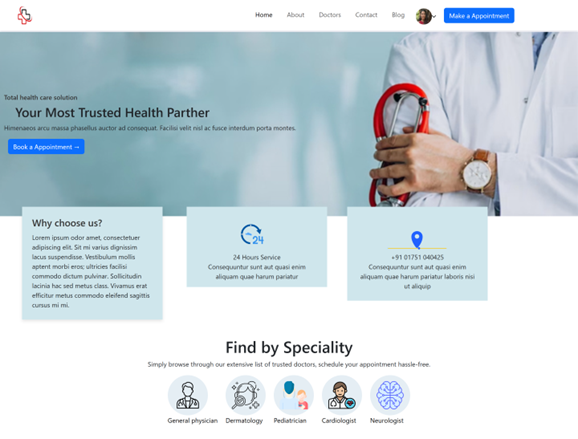 Home About Doctors Contact Blog Make a Appointment
Total health care solution
Your Most Trusted Health Parther
Himenaeos arcu massa phasellus auctor ad consequat. Facilisi velit nisl ac fusce interdum porta montes.
Book a Appointment →
Why choose us?
Lorem ipsum odor amet, consectetuer
adipiscing elit. Sit mi varius dignissim
lacus suspendisse. Vestibulum mollis
aptent morbi eros; ultricies facilisi
commodo dictum pulvinar. Sollicitudin
lacinia hac sed metus class. Vivamus erat
efficitur metus commodo eleifend sagittis
cursus mi mi.
24
24 Hours Service
Consequuntur sunt aut quasi enim
aliquam quae harum pariatur
+91 01751 040425
Consequuntur sunt aut quasi enim
aliquam quae harum pariatur laboris nisi
ut aliquip
Find by Speciality
Simply browse through our extensive list of trusted doctors, schedule your appointment hassle-free.
General physician Dermatology Pediatrician Cardiologist Neurologist